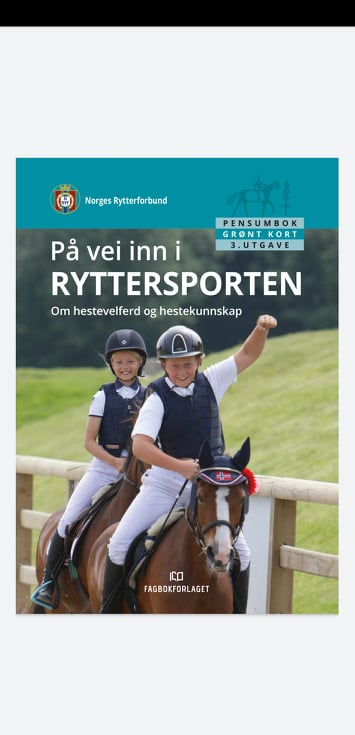 Norges Rytterforbund
PENSUMBOK
GRØNT KORT
3.UTGAVE
På vei inn i
RYTTERSPORTEN
Om hestevelferd og hestekunnskap
FAGBOKFORLAGET